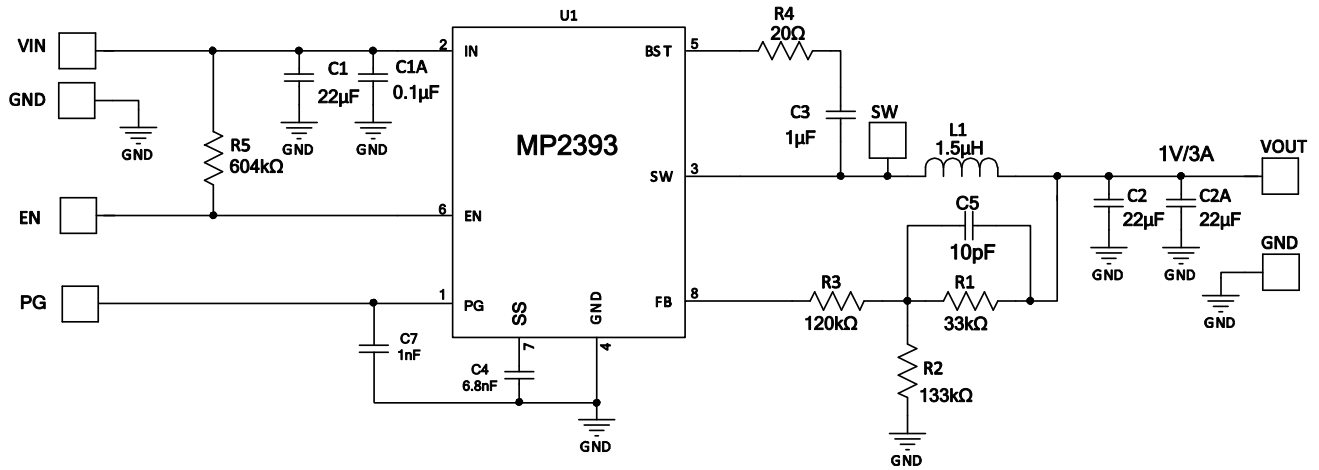 U1
VIN
2
IN
C1
22µF
C1A
0.1µF
GND
GND
GND
GND
R5
604kΩ
EN
6
EN
PG
1
PG
C7
1nF
SS
7
C4
6.8nF
GND
4
GND
MP2393
BST
5
R4
20Ω
C3
1µF
SW
3
SW
L1
1.5µH
1V/3A
VOUT
C2
22µF
C2A
22µF
GND
GND
GND
GND
C5
10pF
FB
8
R3
120kΩ
R1
33kΩ
R2
133kΩ
GND